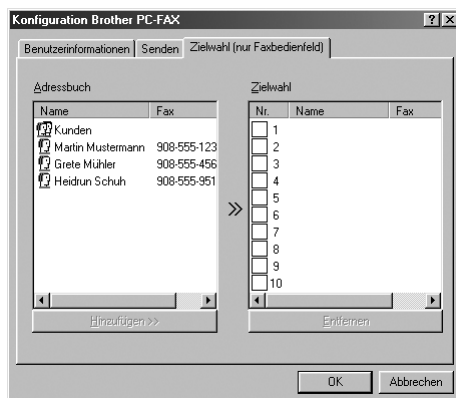 Konfiguration Brother PC-FAX
Benutzerinformationen Senden Zielwahl (nur Faxbedienfeld)
Adressbuch
Name Fax
Kunden
Martin Mustermann 908-555-123
Grete Mühler 908-555-456
Heidrun Schuh 908-555-951
Hinzufügen >>
Zielwahl
Nr. Name Fax
1
2
3
4
5
6
7
8
9
10
Entfernen
OK Abbrechen